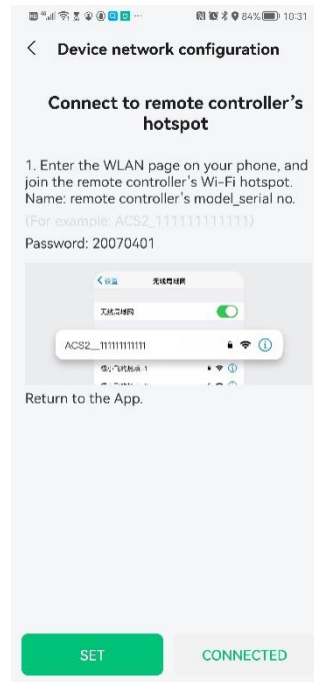 84% 10:31
Device network configuration
Connect to remote controller's
hotspot
1. Enter the WLAN page on your phone, and
join the remote controller's Wi-Fi hotspot.
Name: remote controller's model_serial no.
(For example: ACS2_111111111111)
Password: 20070401
设置 无线局域网
无线局域网
ACS2__111111111111
Return to the App.
SET CONNECTED